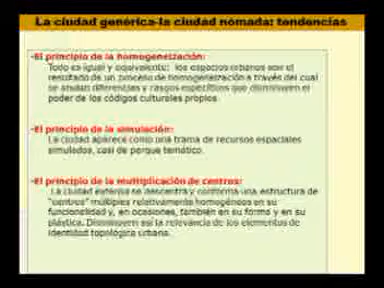 La ciudad genérica-la ciudad nómada: tendencias
-El principio de la homogeneización:
Todo es igual y equivalente: los espacios urbanos son el
resultado de un proceso de homogeneización a través del cual
se anulan diferencias y rasgos específicos que disminuyen el
poder de los códigos culturales propios.
-El principio de la simulación:
La ciudad aparece como una trama de recursos espaciales
simulados, casi de parque temático.
-El principio de la multiplicación de centros:
La ciudad extensa se descentra y conforma una estructura de
"centros" múltiples relativamente homogéneos en su
funcionalidad y, en ocasiones, también en su forma y en su
plástica. Disminuyen así la relevancia de los elementos de
identidad topológica urbana.